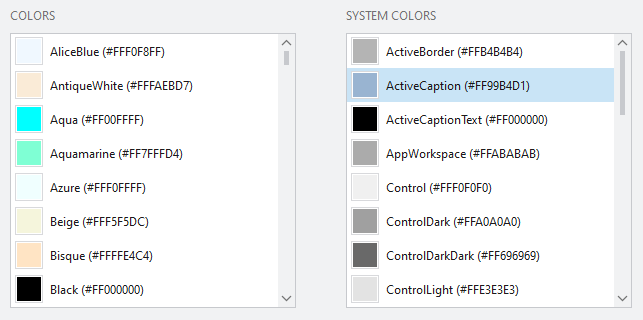 COLORS
AliceBlue (#FFF0F8FF)
AntiqueWhite (#FFFAEBD7)
Aqua (#FF00FFFF)
Aquamarine (#FF7FFFD4)
Azure (#FFF0FFFF)
Beige (#FFF5F5DC)
Bisque (#FFFFE4C4)
Black (#FF000000)
SYSTEM COLORS
ActiveBorder (#FFB4B4B4)
ActiveCaption (#FF99B4D1)
ActiveCaptionText (#FF000000)
AppWorkspace (#FFABABAB)
Control (#FFF0F0F0)
ControlDark (#FFA0A0A0)
ControlDarkDark (#FF696969)
ControlLight (#FFE3E3E3)